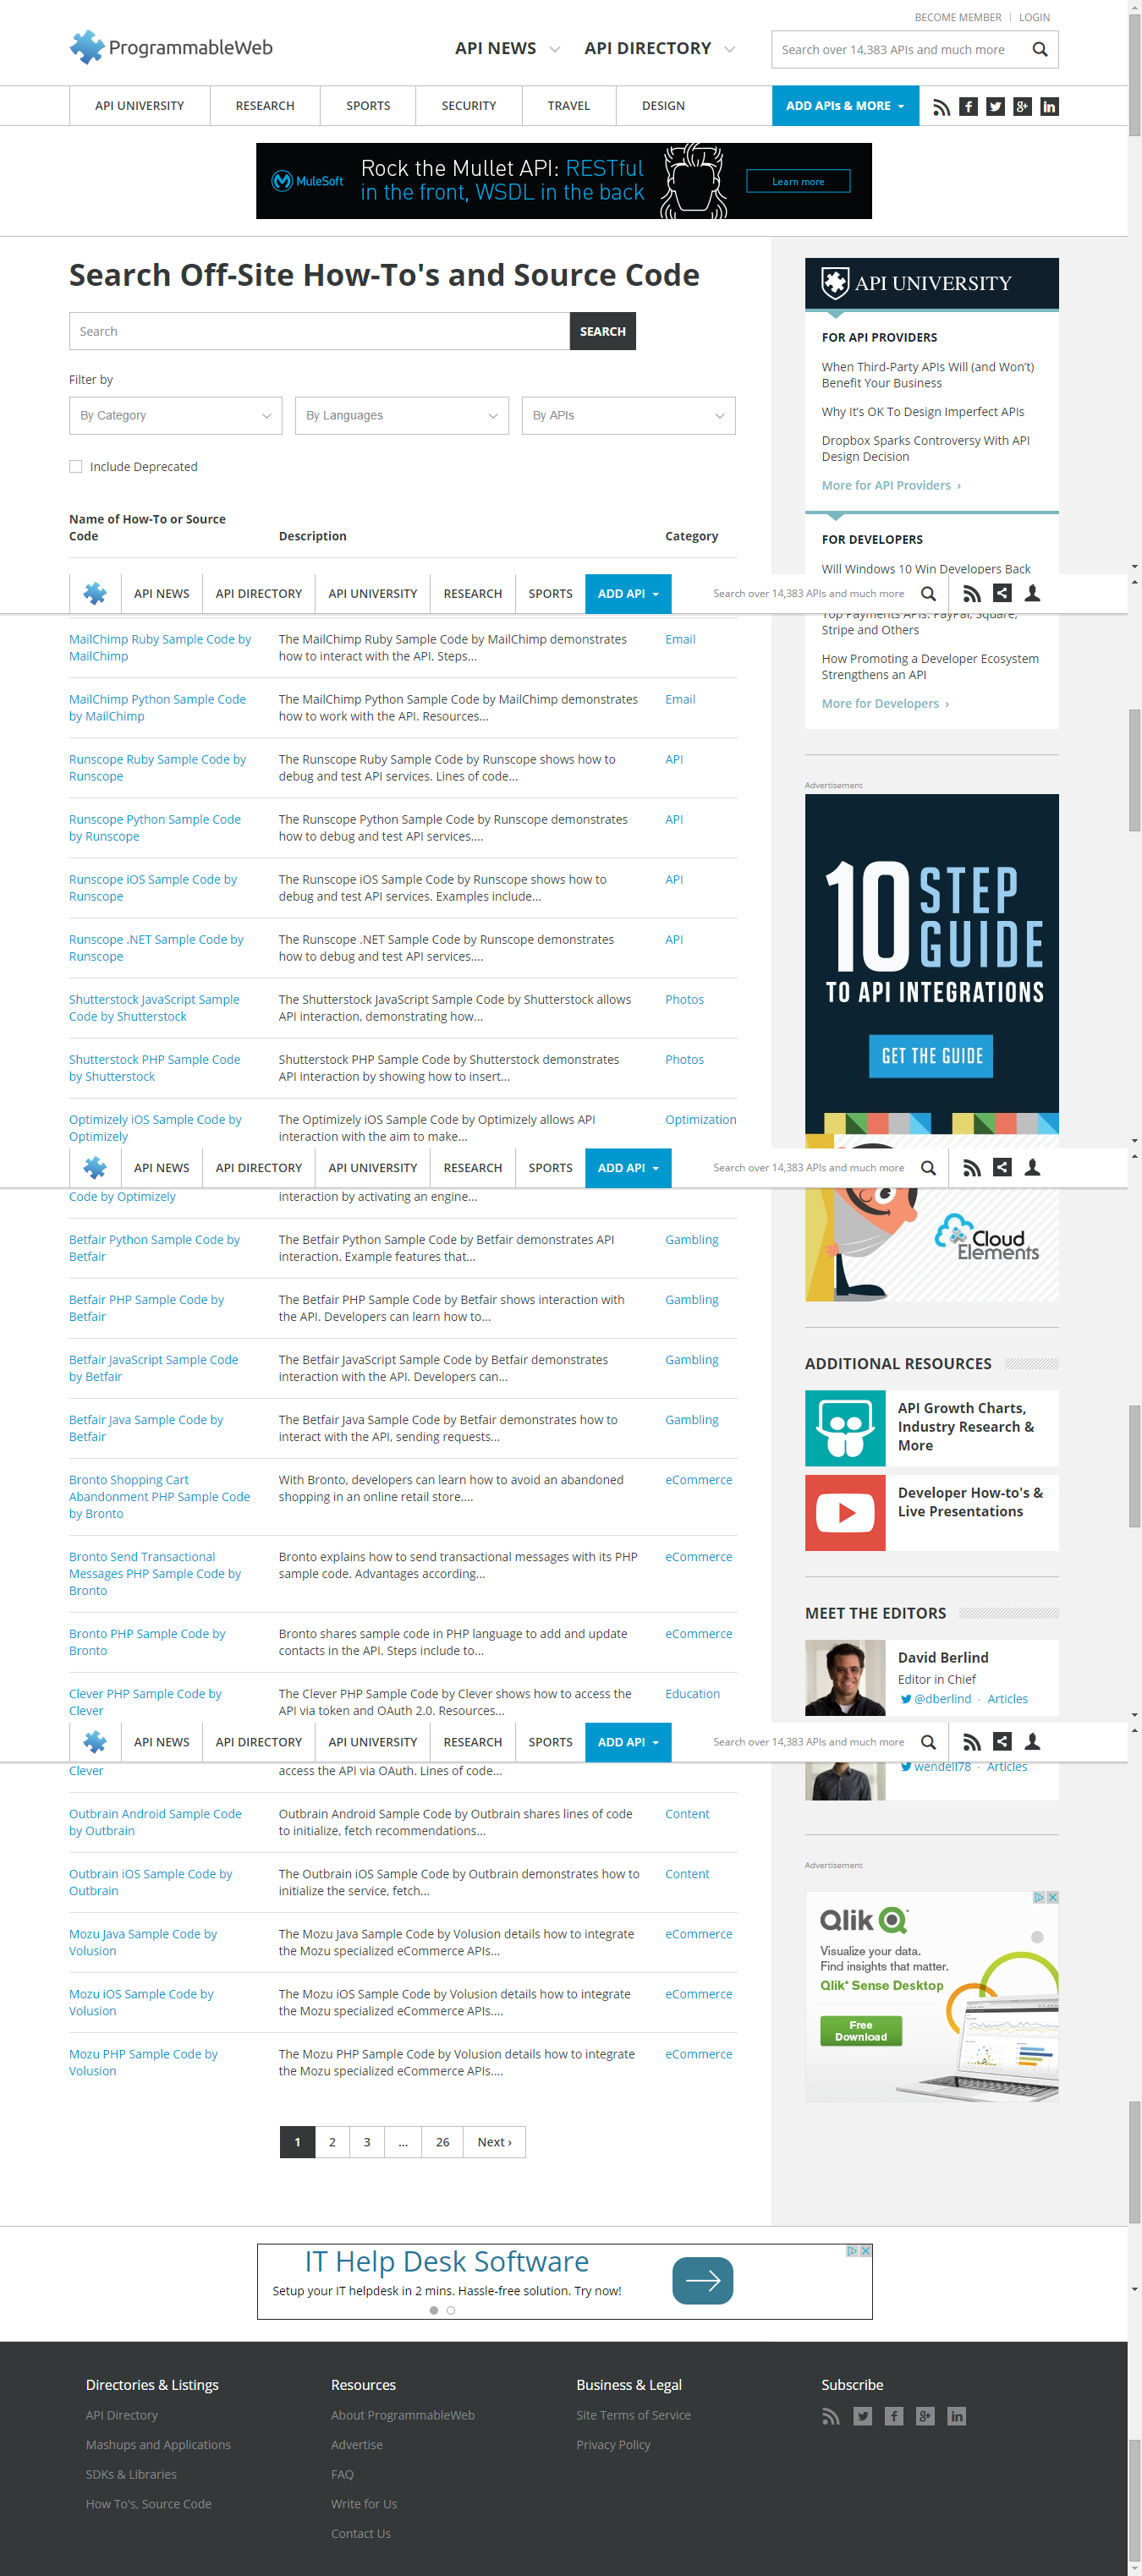 BECOME MEMBER | LOGIN
ProgrammableWeb
API NEWS
API DIRECTORY
Search over 14,383 APIs and much more
API UNIVERSITY
RESEARCH
SPORTS
SECURITY
TRAVEL
DESIGN
ADD APIs & MORE
MuleSoft
Rock the Mullet API: RESTful
in the front, WSDL in the back
Learn more
Search Off-Site How-To's and Source Code
Search
SEARCH
Filter by
By Category
By Languages
By APIs
Include Deprecated
Name of How-To or Source
Code
Description
Category
API UNIVERSITY
FOR API PROVIDERS
When Third-Party APIs Will (and Won't)
Benefit Your Business
Why It's OK To Design Imperfect APIs
Dropbox Sparks Controversy With API
Design Decision
More for API Providers ›
FOR DEVELOPERS
Will Windows 10 Win Developers Back
API NEWS
API DIRECTORY
API UNIVERSITY
RESEARCH
SPORTS
ADD API
Search over 14,383 APIs and much more
Top Payments APIs: PayPal, Square,
Stripe and Others
How Promoting a Developer Ecosystem
Strengthens an API
More for Developers ›
MailChimp Ruby Sample Code by
MailChimp
The MailChimp Ruby Sample Code by MailChimp demonstrates
how to interact with the API. Steps...
Email
MailChimp Python Sample Code
by MailChimp
The MailChimp Python Sample Code by MailChimp demonstrates
how to work with the API. Resources...
Email
Runscope Ruby Sample Code by
Runscope
The Runscope Ruby Sample Code by Runscope shows how to
debug and test API services. Lines of code...
API
Runscope Python Sample Code
by Runscope
The Runscope Python Sample Code by Runscope demonstrates
how to debug and test API services....
API
Runscope iOS Sample Code by
Runscope
The Runscope iOS Sample Code by Runscope shows how to
debug and test API services. Examples include...
API
Runscope .NET Sample Code by
Runscope
The Runscope .NET Sample Code by Runscope demonstrates
how to debug and test API services....
API
Shutterstock JavaScript Sample
Code by Shutterstock
The Shutterstock JavaScript Sample Code by Shutterstock allows
API interaction, demonstrating how...
Photos
Shutterstock PHP Sample Code
by Shutterstock
Shutterstock PHP Sample Code by Shutterstock demonstrates
API interaction by showing how to insert...
Photos
Optimizely iOS Sample Code by
Optimizely
The Optimizely iOS Sample Code by Optimizely allows API
interaction with the aim to make...
Optimization
Advertisement
10 STEP
GUIDE
TO API INTEGRATIONS
GET THE GUIDE
API NEWS
API DIRECTORY
API UNIVERSITY
RESEARCH
SPORTS
ADD API
Search over 14,383 APIs and much more
Code by Optimizely
interaction by activating an engine...
Betfair Python Sample Code by
Betfair
The Betfair Python Sample Code by Betfair demonstrates API
interaction. Example features that...
Gambling
Betfair PHP Sample Code by
Betfair
The Betfair PHP Sample Code by Betfair shows interaction with
the API. Developers can learn how to...
Gambling
Betfair JavaScript Sample Code
by Betfair
The Betfair JavaScript Sample Code by Betfair demonstrates
interaction with the API. Developers can...
Gambling
Betfair Java Sample Code by
Betfair
The Betfair Java Sample Code by Betfair demonstrates how to
interact with the API, sending requests...
Gambling
Bronto Shopping Cart
Abandonment PHP Sample Code
by Bronto
With Bronto, developers can learn how to avoid an abandoned
shopping in an online retail store....
eCommerce
Bronto Send Transactional
Messages PHP Sample Code by
Bronto
Bronto explains how to send transactional messages with its PHP
sample code. Advantages according...
eCommerce
Bronto PHP Sample Code by
Bronto
Bronto shares sample code in PHP language to add and update
contacts in the API. Steps include to...
eCommerce
Clever PHP Sample Code by
Clever
The Clever PHP Sample Code by Clever shows how to access the
API via token and OAuth 2.0. Resources...
Education
Cloud
Elements
ADDITIONAL RESOURCES
API Growth Charts,
Industry Research &
More
Developer How-to's &
Live Presentations
MEET THE EDITORS
David Berlind
Editor in Chief
@dberlind · Articles
API NEWS
API DIRECTORY
API UNIVERSITY
RESEARCH
SPORTS
ADD API
Search over 14,383 APIs and much more
Clever
access the API via OAuth. Lines of code...
wendell78 · Articles
Outbrain Android Sample Code
by Outbrain
Outbrain Android Sample Code by Outbrain shares lines of code
to initialize, fetch recommendations...
Content
Outbrain iOS Sample Code by
Outbrain
The Outbrain iOS Sample Code by Outbrain demonstrates how to
initialize the service, fetch...
Content
Mozu Java Sample Code by
Volusion
The Mozu Java Sample Code by Volusion details how to integrate
the Mozu specialized eCommerce APIs...
eCommerce
Mozu iOS Sample Code by
Volusion
The Mozu iOS Sample Code by Volusion details how to integrate
the Mozu specialized eCommerce APIs....
eCommerce
Mozu PHP Sample Code by
Volusion
The Mozu PHP Sample Code by Volusion details how to integrate
the Mozu specialized eCommerce APIs...
eCommerce
Advertisement
Qlik
Visualize your data.
Find insights that matter.
Qlik Sense Desktop
Free
Download
1 2 3 ... 26 Next ›
IT Help Desk Software
Setup your IT helpdesk in 2 mins. Hassle-free solution. Try now!
Directories & Listings
API Directory
Mashups and Applications
SDKs & Libraries
How To's, Source Code
Resources
About ProgrammableWeb
Advertise
FAQ
Write for Us
Contact Us
Business & Legal
Site Terms of Service
Privacy Policy
Subscribe